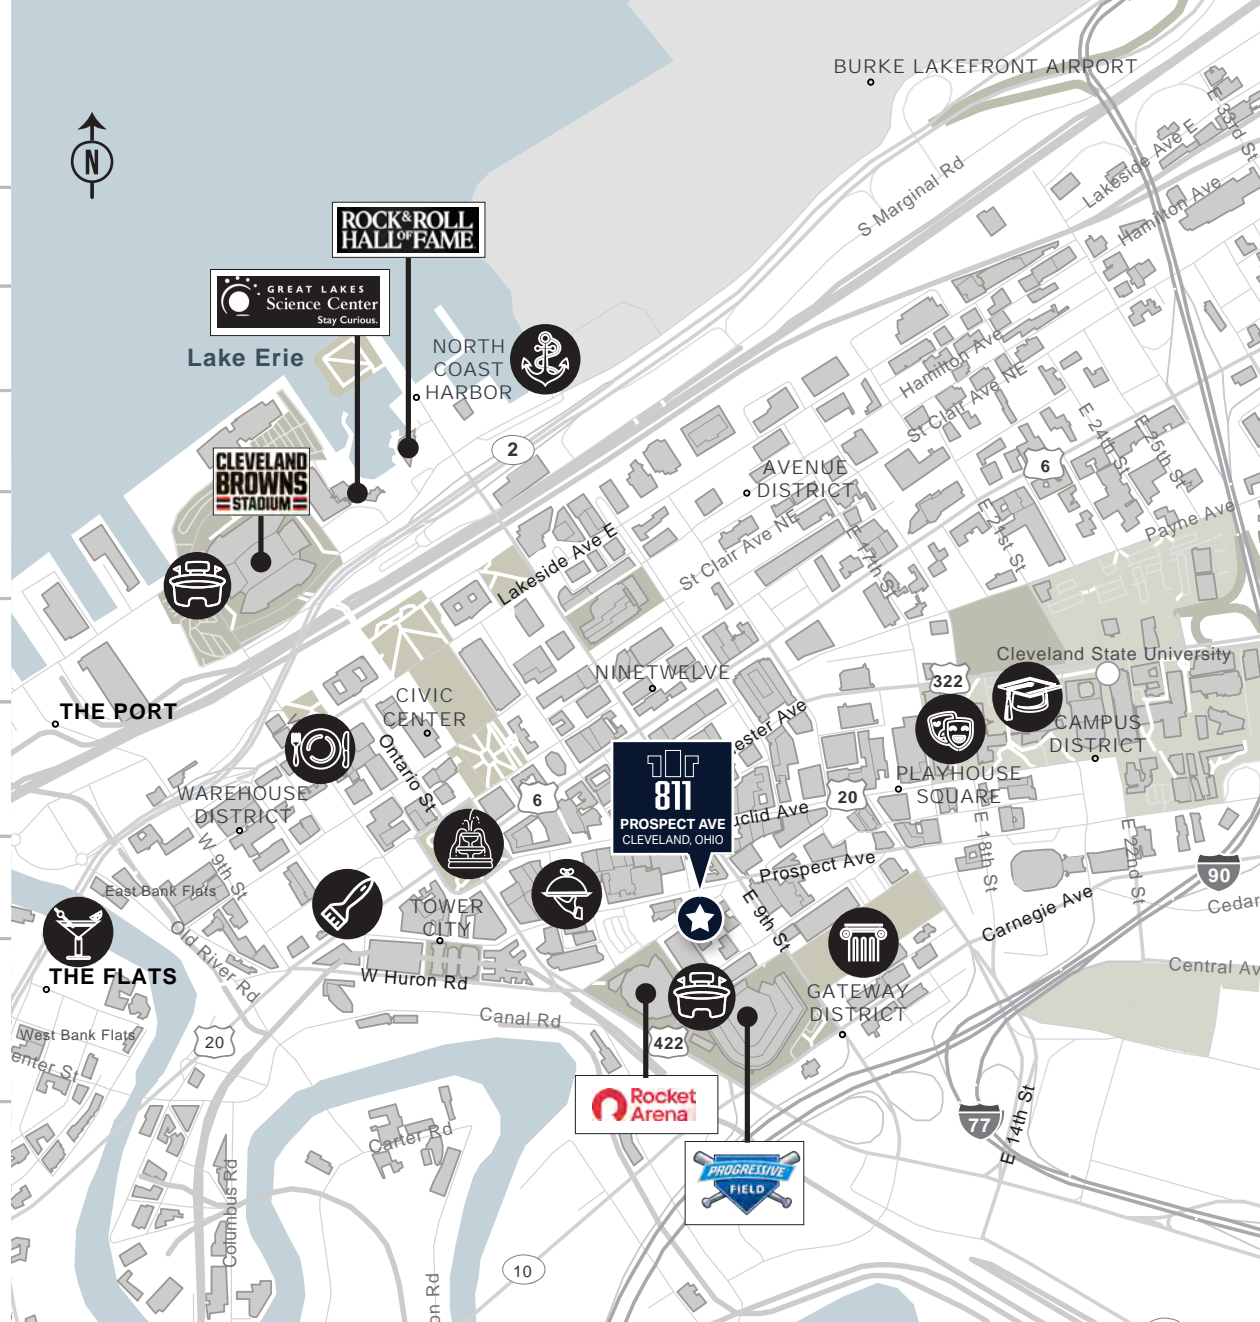 BURKE LAKEFRONT AIRPORT
E 33rd St
Lakeside Ave E
Hamilton Ave
S Marginal Rd
N
ROCK & ROLL
HALL OF FAME
GREAT LAKES
Science Center
Stay Curious.
Lake Erie
NORTH
COAST
HARBOR
Hamilton Ave
St Clair Ave NE
E 24th St
E 25th St
2
6
CLEVELAND
BROWNS
STADIUM
AVENUE
DISTRICT
Payne Ave
E 21st St
E 17th St
St Clair Ave NE
Lakeside Ave E
Cleveland State University
NINETWELVE
322
THE PORT
CIVIC
CENTER
CAMPUS
DISTRICT
Ontario St
ester Ave
811
PROSPECT AVE
CLEVELAND, OHIO
PLAYHOUSE
SQUARE
WAREHOUSE
DISTRICT
6
20
uclid Ave
E 18th St
E 22nd St
W 9th St
Prospect Ave
90
East Bank Flats
TOWER
CITY
E 9th St
Carnegie Ave
Cedar
Old River Rd
THE FLATS
W Huron Rd
Central Av
GATEWAY
DISTRICT
Canal Rd
West Bank Flats
20
422
enter St
Rocket
Arena
77
E 14th St
Carter Rd
PROGRESSIVE
FIELD
Columbus Rd
10
on Rd